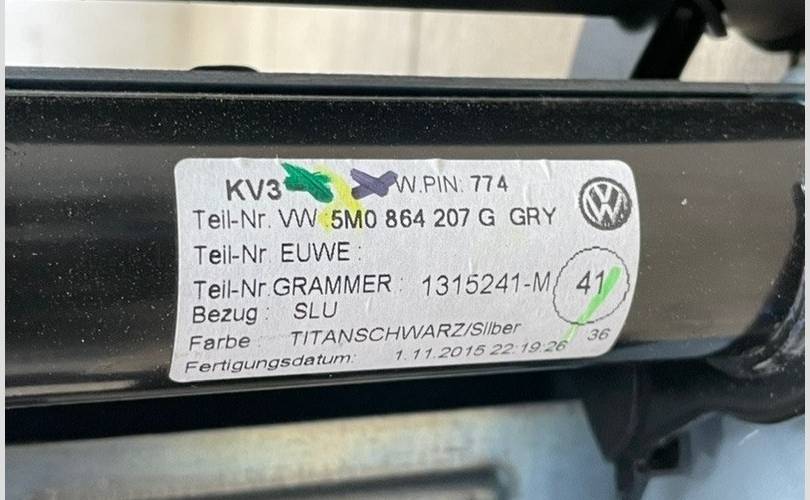 KV3 W.PIN: 774
Teil-Nr. VW :5M0 864 207 G GRY
Teil-Nr. EUWE :
Teil-Nr.GRAMMER : 1315241-M 41
Bezug : SLU
Farbe : TITANSCHWARZ/Silber
Fertigungsdatum: 1.11.2015 22:19:26 36